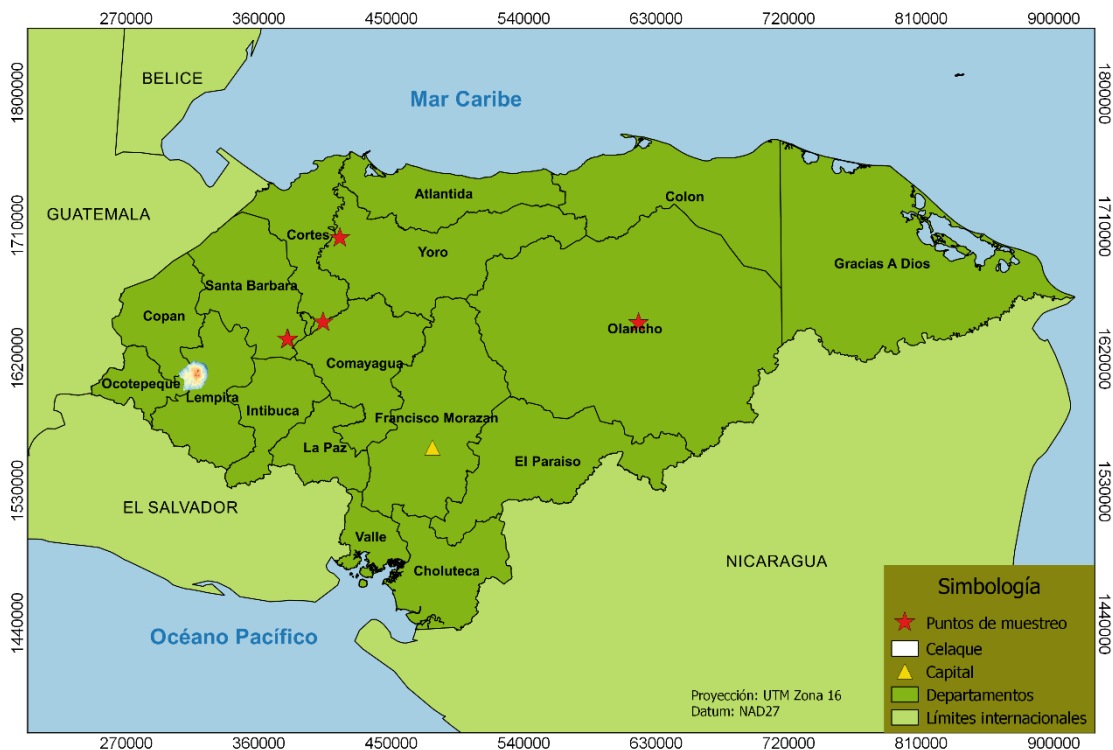 270000 360000 450000 540000 630000 720000 810000 900000
1800000
1800000
BELICE
Mar Caribe
GUATEMALA
1710000
1710000
Atlantida
Colon
Cortes
Yoro
Gracias A Dios
Santa Barbara
Copan
Olancho
1620000
1620000
Comayagua
Ocotepeque
Lempira
Intibuca
Francisco Morazan
La Paz
El Paraiso
1530000
1530000
EL SALVADOR
Valle
NICARAGUA
Choluteca
1440000
1440000
Océano Pacífico
Simbología
Puntos de muestreo
Celaque
Capital
Departamentos
Límites internacionales
Proyección: UTM Zona 16
Datum: NAD27
270000 360000 450000 540000 630000 720000 810000 900000